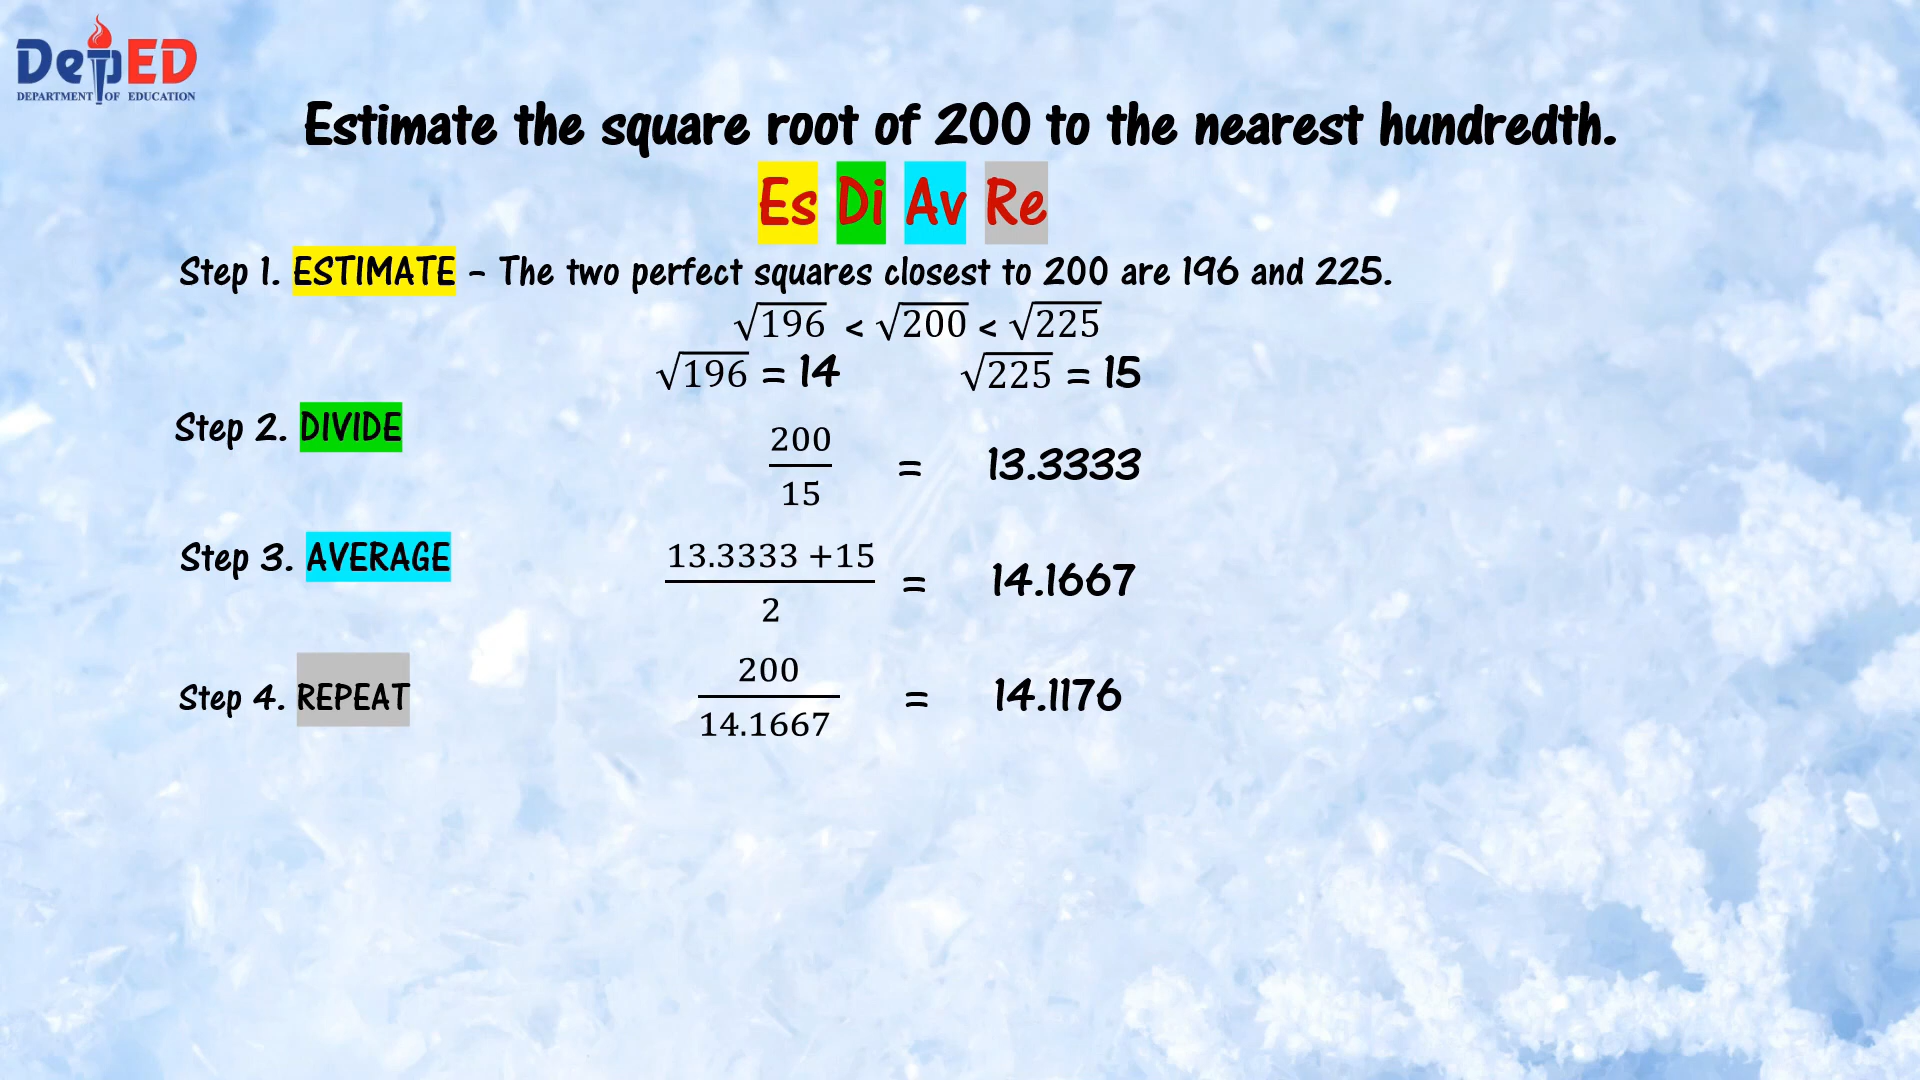 DepED
DEPARTMENT OF EDUCATION
Estimate the square root of 200 to the nearest hundredth.
Es Di Av Re
Step 1. ESTIMATE - The two perfect squares closest to 200 are 196 and 225.
√196 < √200 < √225
√196 = 14 √225 = 15
Step 2. DIVIDE
200
15
= 13.3333
Step 3. AVERAGE
13.3333 +15
2
= 14.1667
Step 4. REPEAT
200
14.1667
= 14.1176